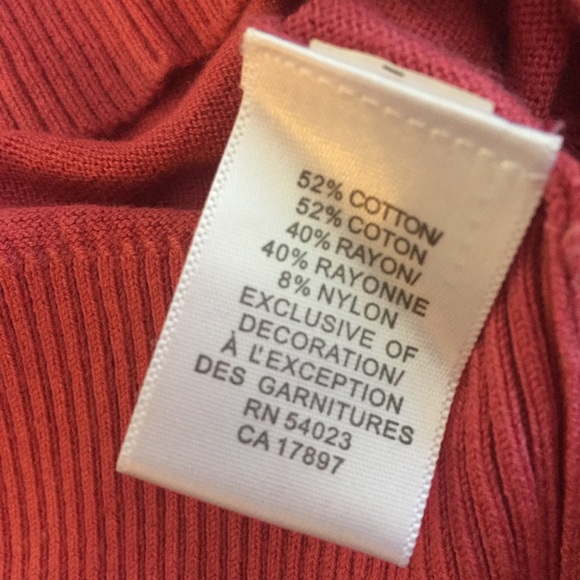 52% COTTON/
52% COTON
40% RAYON/
40% RAYONNE
8% NYLON
EXCLUSIVE OF
DECORATION/
À L'EXCEPTION
DES GARNITURES
RN 54023
CA 17897